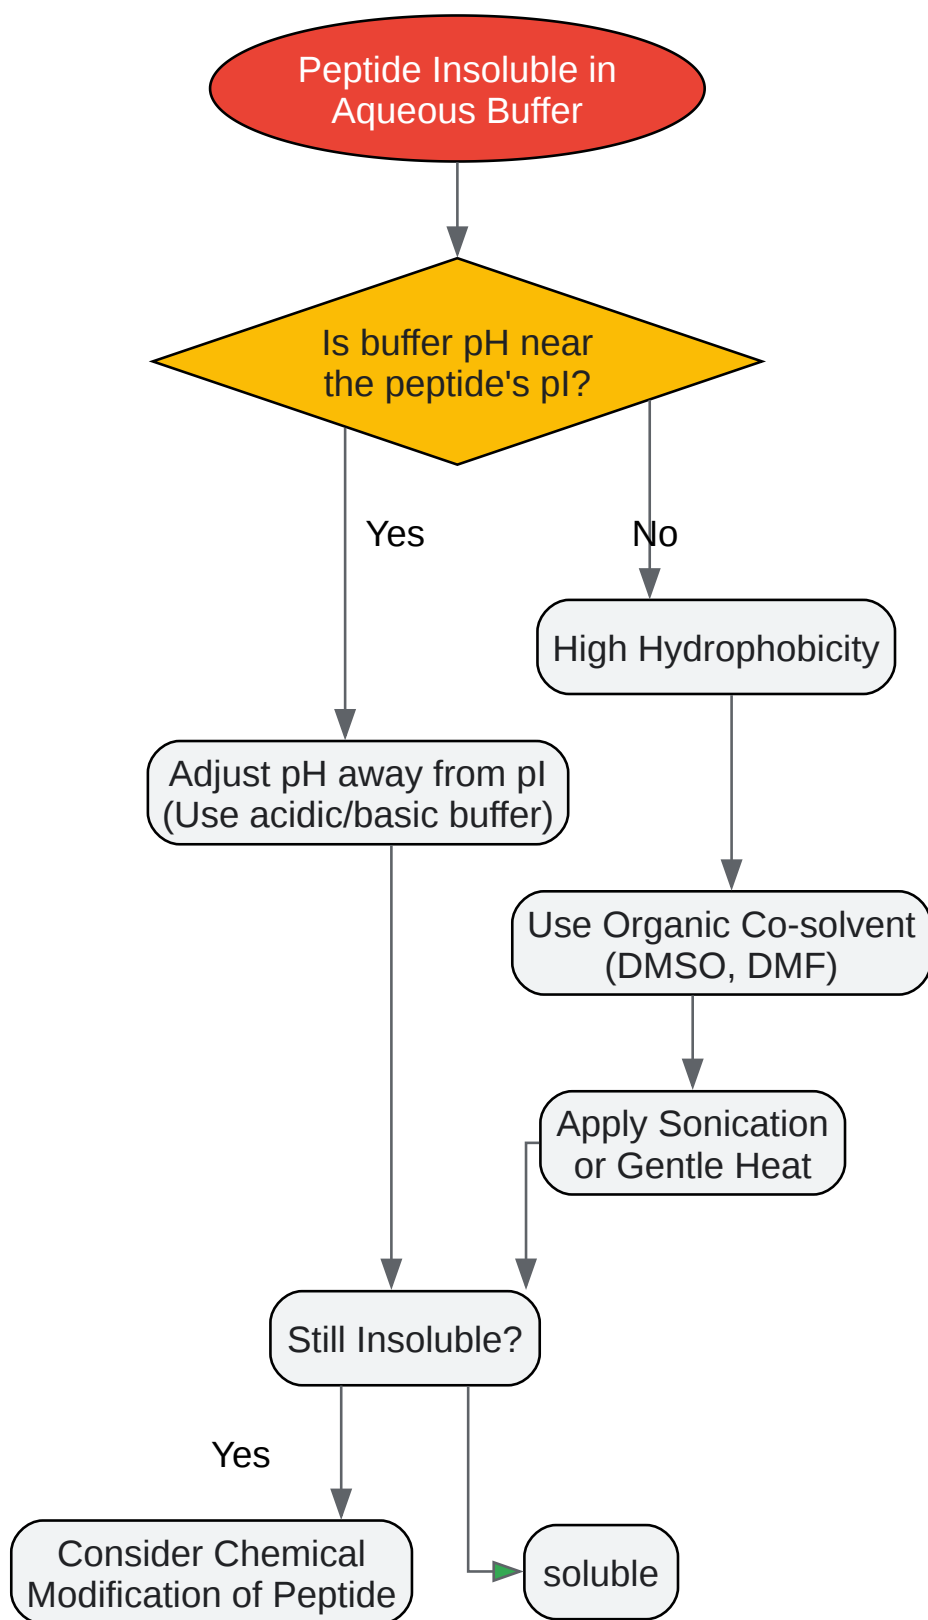 Peptide Insoluble in
Aqueous Buffer
Is buffer pH near
the peptide's pI?
Yes
No
High Hydrophobicity
Adjust pH away from pI
(Use acidic/basic buffer)
Use Organic Co-solvent
(DMSO, DMF)
Apply Sonication
or Gentle Heat
Still Insoluble?
Yes
Consider Chemical
Modification of Peptide
soluble